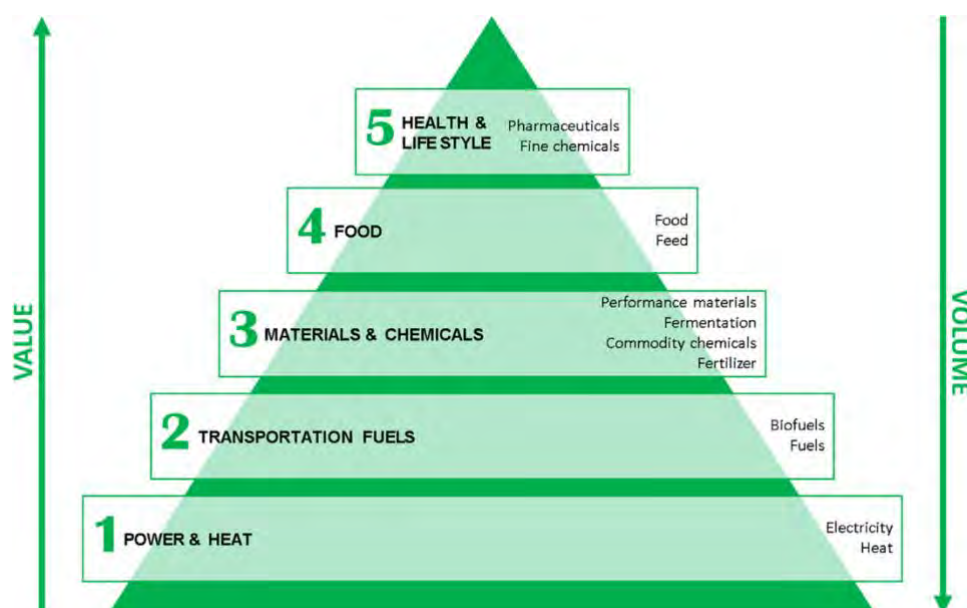 VALUE
VOLUME
5 HEALTH &
LIFE STYLE
Pharmaceuticals
Fine chemicals
4 FOOD
Food
Feed
3 MATERIALS & CHEMICALS
Performance materials
Fermentation
Commodity chemicals
Fertilizer
2 TRANSPORTATION FUELS
Biofuels
Fuels
1 POWER & HEAT
Electricity
Heat